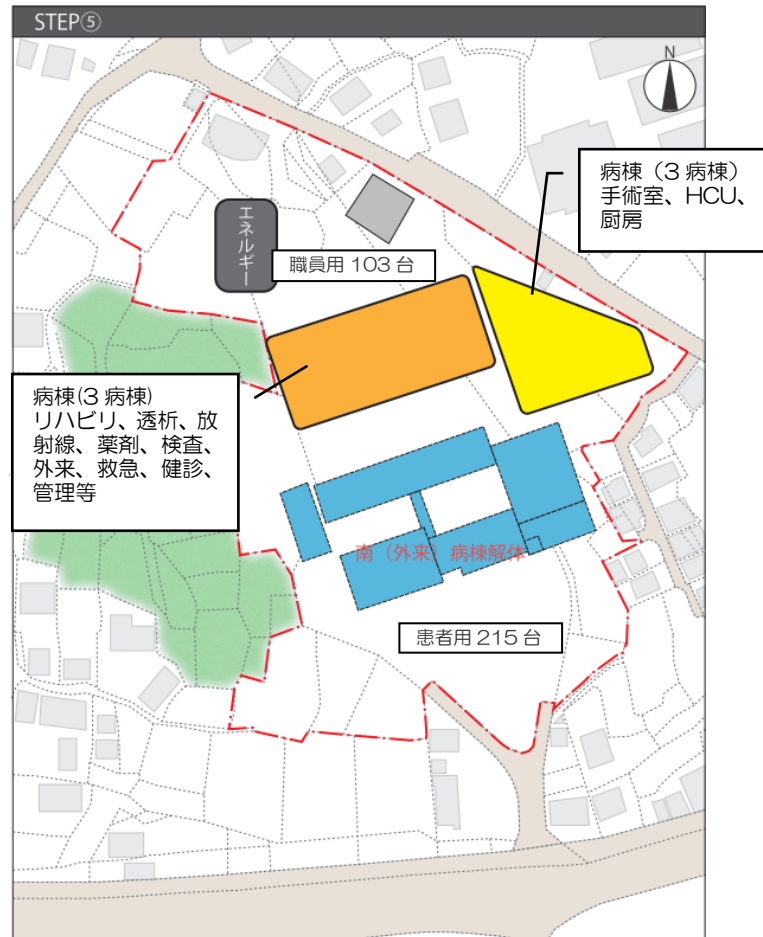 STEP⑤
N
病棟（3 病棟）
手術室、HCU、
厨房
エネルギー
職員用 103 台
病棟(3 病棟)
リハビリ、透析、放
射線、薬剤、検査、
外来、救急、健診、
管理等
南（外来）病棟解体
患者用 215 台